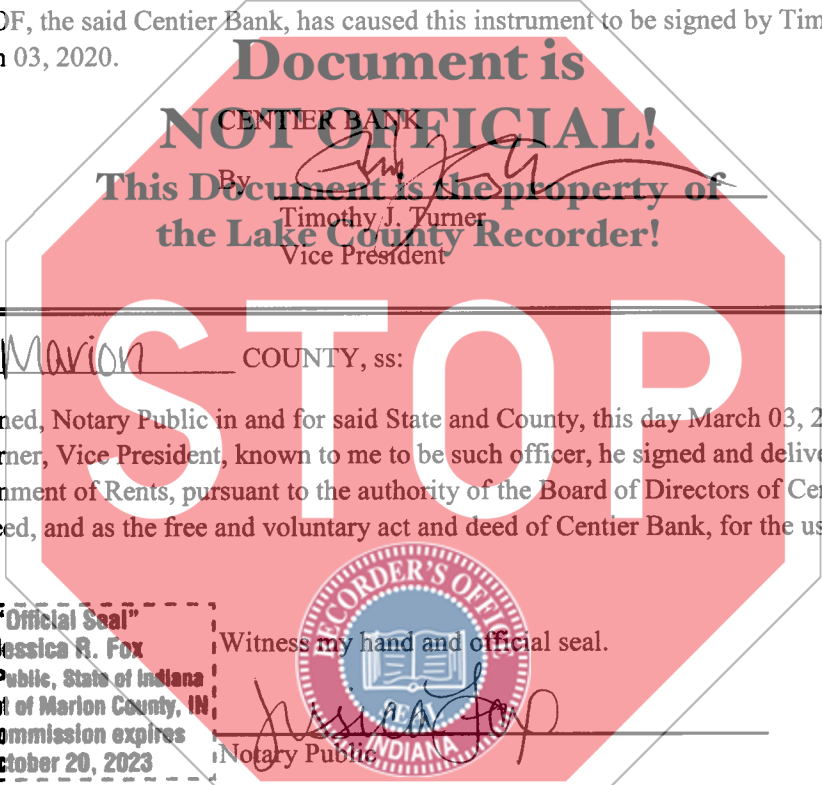 OF, the said Centier Bank, has caused this instrument to be signed by Tim
03, 2020.
Document is
NOT OFFICIAL!
CENTIER BANK
By
This Document is the property of
Timothy J. Turner
the Lake County Recorder!
Vice President
STOP
Marion COUNTY, ss:
ned, Notary Public in and for said State and County, this day March 03, 2
rner, Vice President, known to me to be such officer, he signed and delive
nment of Rents, pursuant to the authority of the Board of Directors of Cen
eed, and as the free and voluntary act and deed of Centier Bank, for the us
RECORDER'S OFFICE
SEAL
INDIANA
"Official Seal"
Jessica R. Fox
Public, State of Indiana
t of Marion County, IN
ommission expires
ctober 20, 2023
Witness my hand and official seal.
Jessica Fox
Notary Public